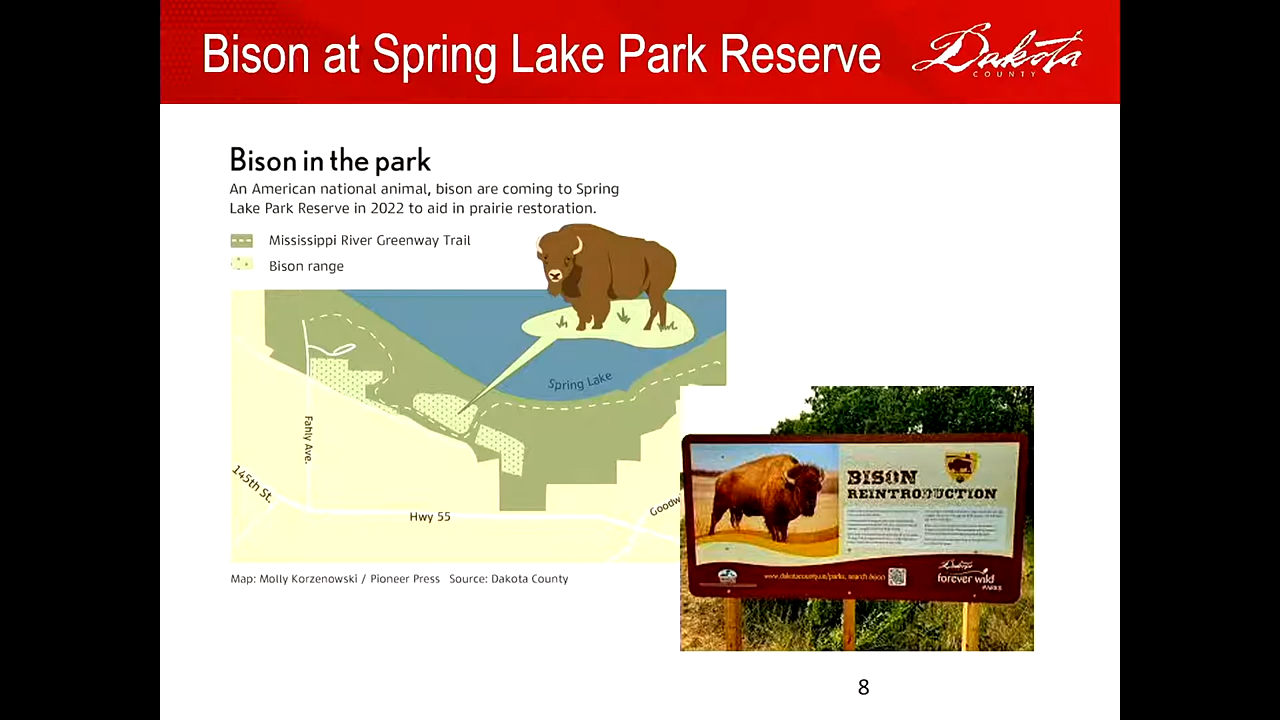 Bison at Spring Lake Park Reserve
Dakota
COUNTY
Bison in the park
An American national animal, bison are coming to Spring
Lake Park Reserve in 2022 to aid in prairie restoration.
Mississippi River Greenway Trail
Bison range
Spring Lake
Fahly Ave.
145th St.
Hwy 55
Goodw
Map: Molly Korzenowski / Pioneer Press Source: Dakota County
BISON
REINTRODUCTION
www.dakotacounty.us/parks, search bison
Dakota
forever wild
PARKS
8